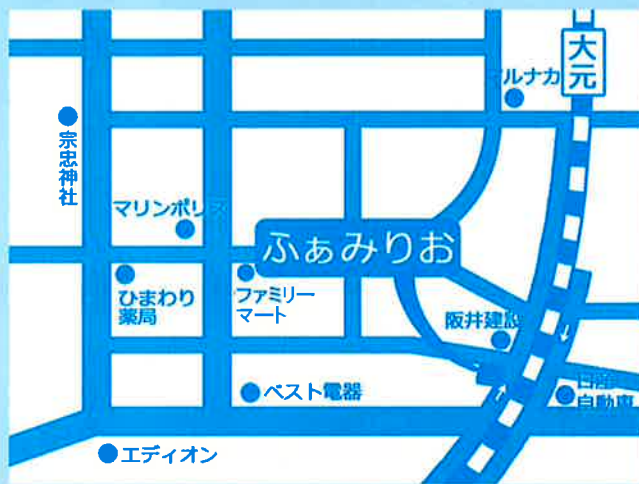 大元
マルナカ
宗忠神社
マリンポリス
ふぁみりお
ひまわり
薬局
ファミリー
マート
阪井建設
ベスト電器
自動車
エディオン